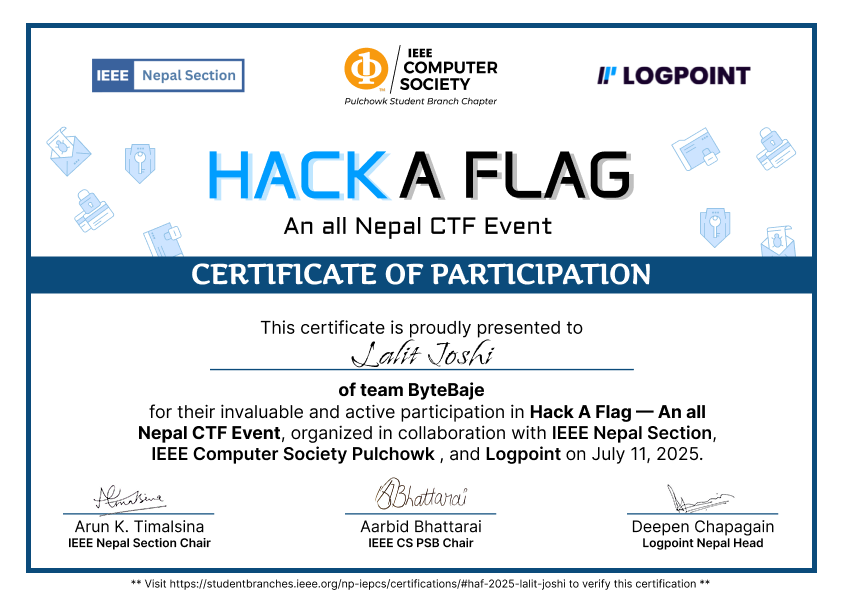 IEEE Nepal Section
IEEE
COMPUTER
SOCIETY
TM
Pulchowk Student Branch Chapter
LOGPOINT
HACK A FLAG
An all Nepal CTF Event
CERTIFICATE OF PARTICIPATION
This certificate is proudly presented to
Lalit Joshi
of team ByteBaje
for their invaluable and active participation in Hack A Flag — An all
Nepal CTF Event, organized in collaboration with IEEE Nepal Section,
IEEE Computer Society Pulchowk , and Logpoint on July 11, 2025.
ABhattarai
Arun K. Timalsina
IEEE Nepal Section Chair
Aarbid Bhattarai
IEEE CS PSB Chair
Deepen Chapagain
Logpoint Nepal Head
** Visit https://studentbranches.ieee.org/np-iepcs/certifications/#haf-2025-lalit-joshi to verify this certification **